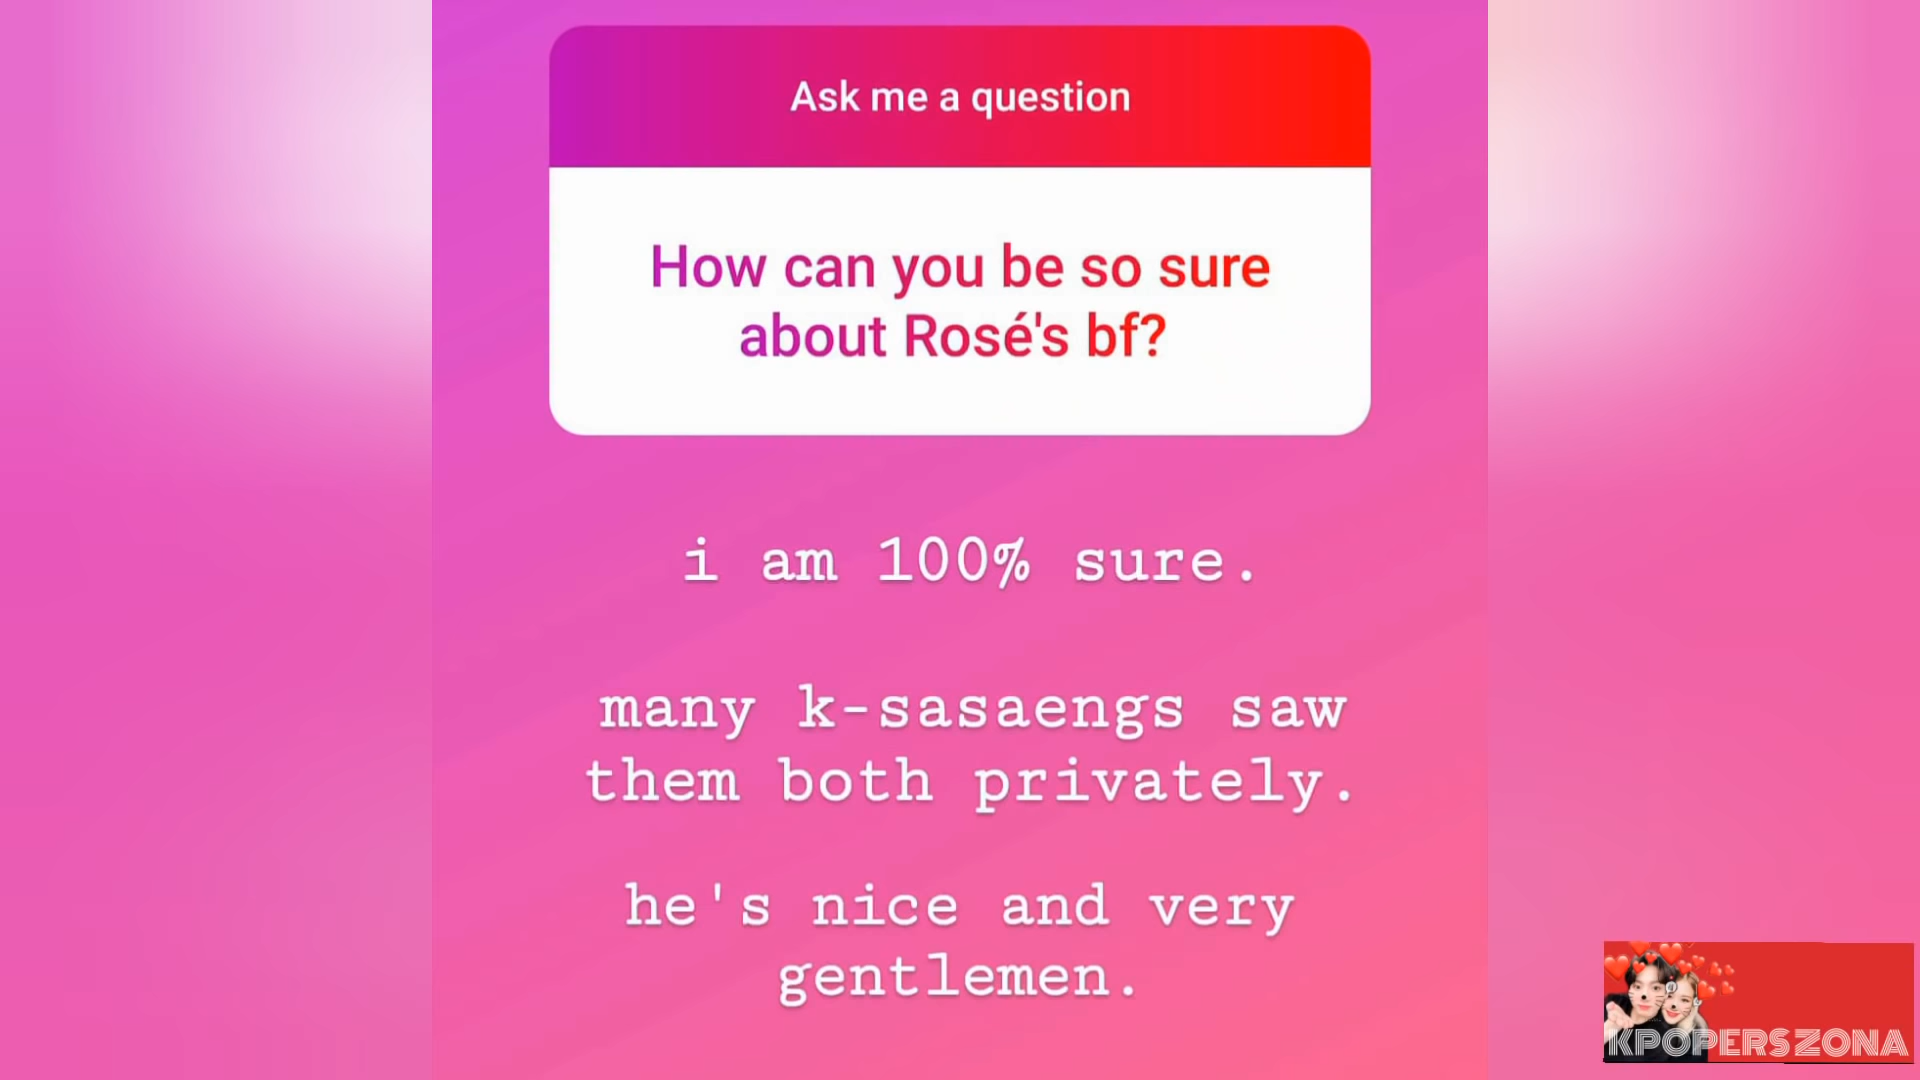 Ask me a question
How can you be so sure
about Rosé's bf?
i am 100% sure.
many k-sasaengs saw
them both privately.
he's nice and very
gentlemen.
KPOPERSZONA